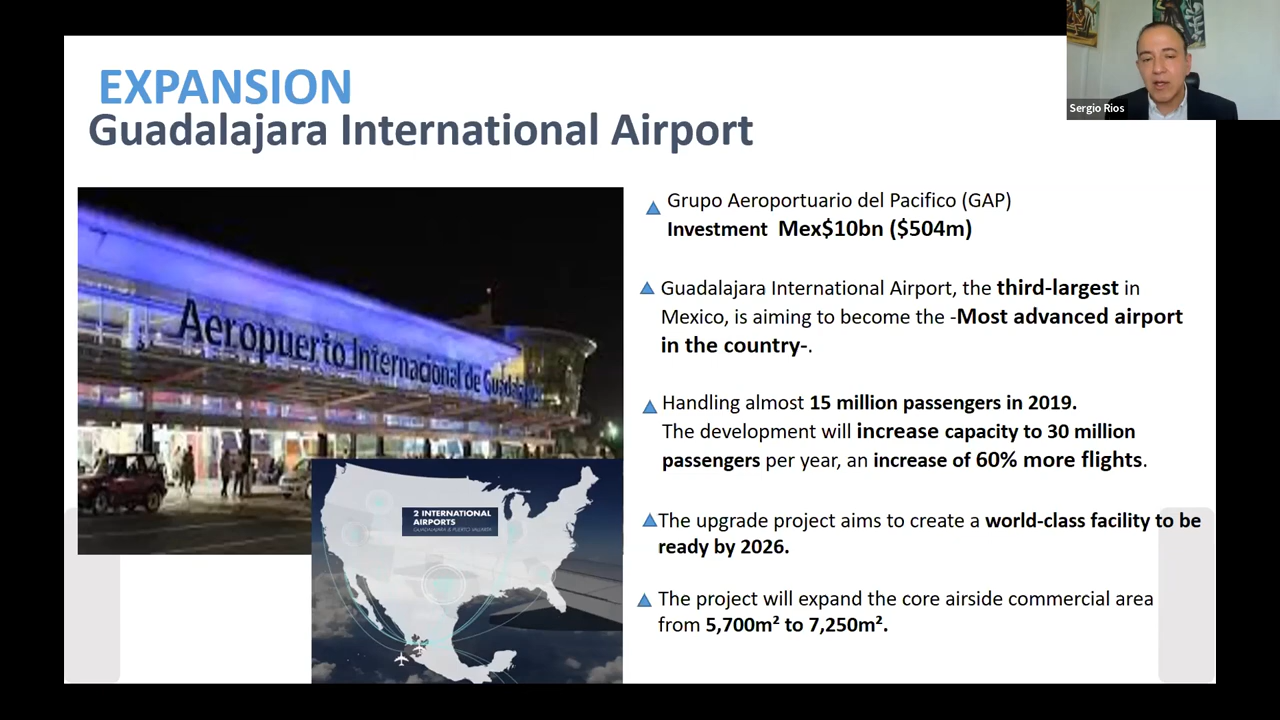 EXPANSION
Guadalajara International Airport
Sergio Rios
Aeropuerto Internacional de Guadalajara
2 INTERNATIONAL
AIRPORTS
GUADALAJARA & PUERTO VALLARTA
Grupo Aeroportuario del Pacifico (GAP)
Investment Mex$10bn ($504m)
Guadalajara International Airport, the third-largest in
Mexico, is aiming to become the -Most advanced airport
in the country-.
Handling almost 15 million passengers in 2019.
The development will increase capacity to 30 million
passengers per year, an increase of 60% more flights.
The upgrade project aims to create a world-class facility to be
ready by 2026.
The project will expand the core airside commercial area
from 5,700m² to 7,250m².